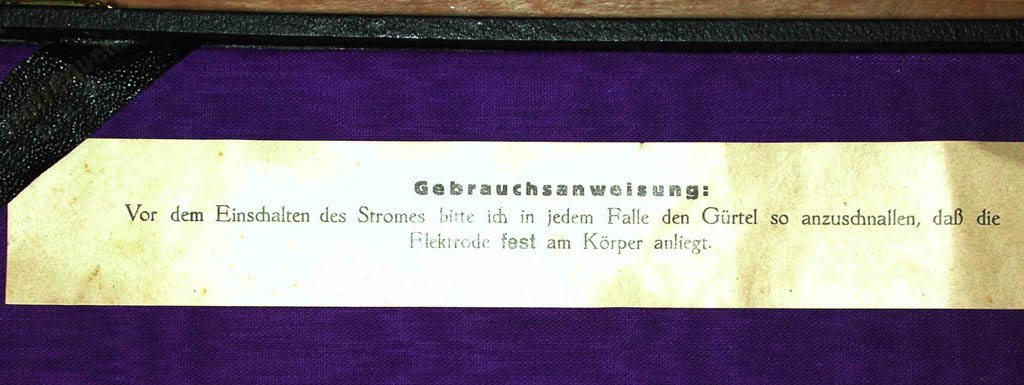 Gebrauchsanweisung:
Vor dem Einschalten des Stromes bitte ich in jedem Falle den Gürtel so anzuschnallen, daß die
Elektrode fest am Körper anliegt.